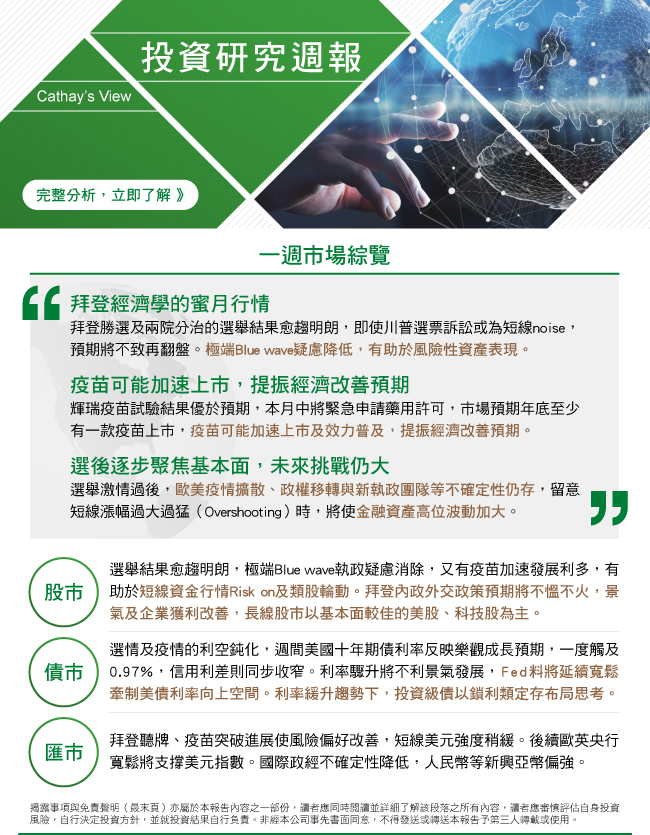 投資研究週報
Cathay's View
完整分析，立即了解 》
一週市場綜覽
拜登經濟學的蜜月行情
拜登勝選及兩院分治的選舉結果愈趨明朗，即使川普選票訴訟或為短線noise，
預期將不致再翻盤。極端Blue wave疑慮降低，有助於風險性資產表現。
疫苗可能加速上市，提振經濟改善預期
輝瑞疫苗試驗結果優於預期，本月中將緊急申請藥用許可，市場預期年底至少
有一款疫苗上市，疫苗可能加速上市及效力普及，提振經濟改善預期。
選後逐步聚焦基本面，未來挑戰仍大
選舉激情過後，歐美疫情擴散、政權移轉與新執政團隊等不確定性仍存，留意
短線漲幅過大過猛（Overshooting）時，將使金融資產高位波動加大。
股市
選舉結果愈趨明朗，極端Blue wave執政疑慮消除，又有疫苗加速發展利多，有
助於短線資金行情Risk on及類股輪動。拜登內政外交政策預期將不慍不火，景
氣及企業獲利改善，長線股市以基本面較佳的美股、科技股為主。
債市
選情及疫情的利空鈍化，週間美國十年期債利率反映樂觀成長預期，一度觸及
0.97%，信用利差則同步收窄。利率驟升將不利景氣發展，Fed料將延續寬鬆
牽制美債利率向上空間。利率緩升趨勢下，投資級債以鎖利類定存布局思考。
匯市
拜登聽牌、疫苗突破進展使風險偏好改善，短線美元強度稍緩。後續歐英央行
寬鬆將支撐美元指數。國際政經不確定性降低，人民幣等新興亞幣偏強。
揭露事項與免責聲明（最末頁）亦屬於本報告內容之一部份，讀者應同時閱讀並詳細了解該段落之所有內容，讀者應審慎評估自身投資
風險，自行決定投資方針，並就投資結果自行負責。非經本公司事先書面同意，不得發送或轉送本報告予第三人轉載或使用。